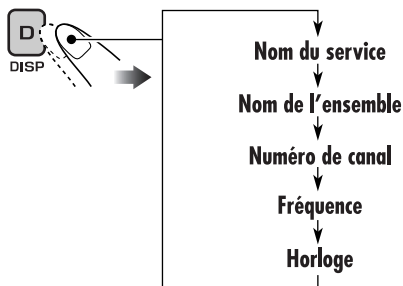 D
DISP
Nom du service
Nom de l'ensemble
Numéro de canal
Fréquence
Horloge